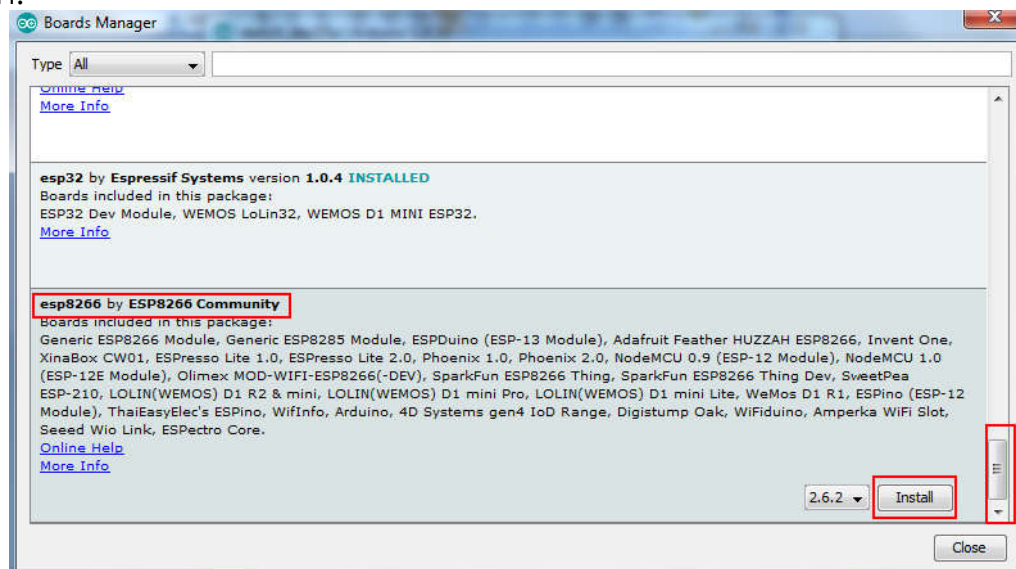 Boards Manager
Type All
Online Help
More Info
esp32 by Espressif Systems version 1.0.4 INSTALLED
Boards included in this package:
ESP32 Dev Module, WEMOS LoLin32, WEMOS D1 MINI ESP32.
More Info
esp8266 by ESP8266 Community
Boards included in this package:
Generic ESP8266 Module, Generic ESP8285 Module, ESPDuino (ESP-13 Module), Adafruit Feather HUZZAH ESP8266, Invent One,
XinaBox CW01, ESPresso Lite 1.0, ESPresso Lite 2.0, Phoenix 1.0, Phoenix 2.0, NodeMCU 0.9 (ESP-12 Module), NodeMCU 1.0
(ESP-12E Module), Olimex MOD-WIFI-ESP8266(-DEV), SparkFun ESP8266 Thing, SparkFun ESP8266 Thing Dev, SweetPea
ESP-210, LOLIN(WEMOS) D1 R2 & mini, LOLIN(WEMOS) D1 mini Pro, LOLIN(WEMOS) D1 mini Lite, WeMos D1 R1, ESPino (ESP-12
Module), ThaiEasyElec's ESPino, WifInfo, Arduino, 4D Systems gen4 IoD Range, Digistump Oak, WiFiduino, Amperka WiFi Slot,
Seeed Wio Link, ESPectro Core.
Online Help
More Info
2.6.2 Install
Close